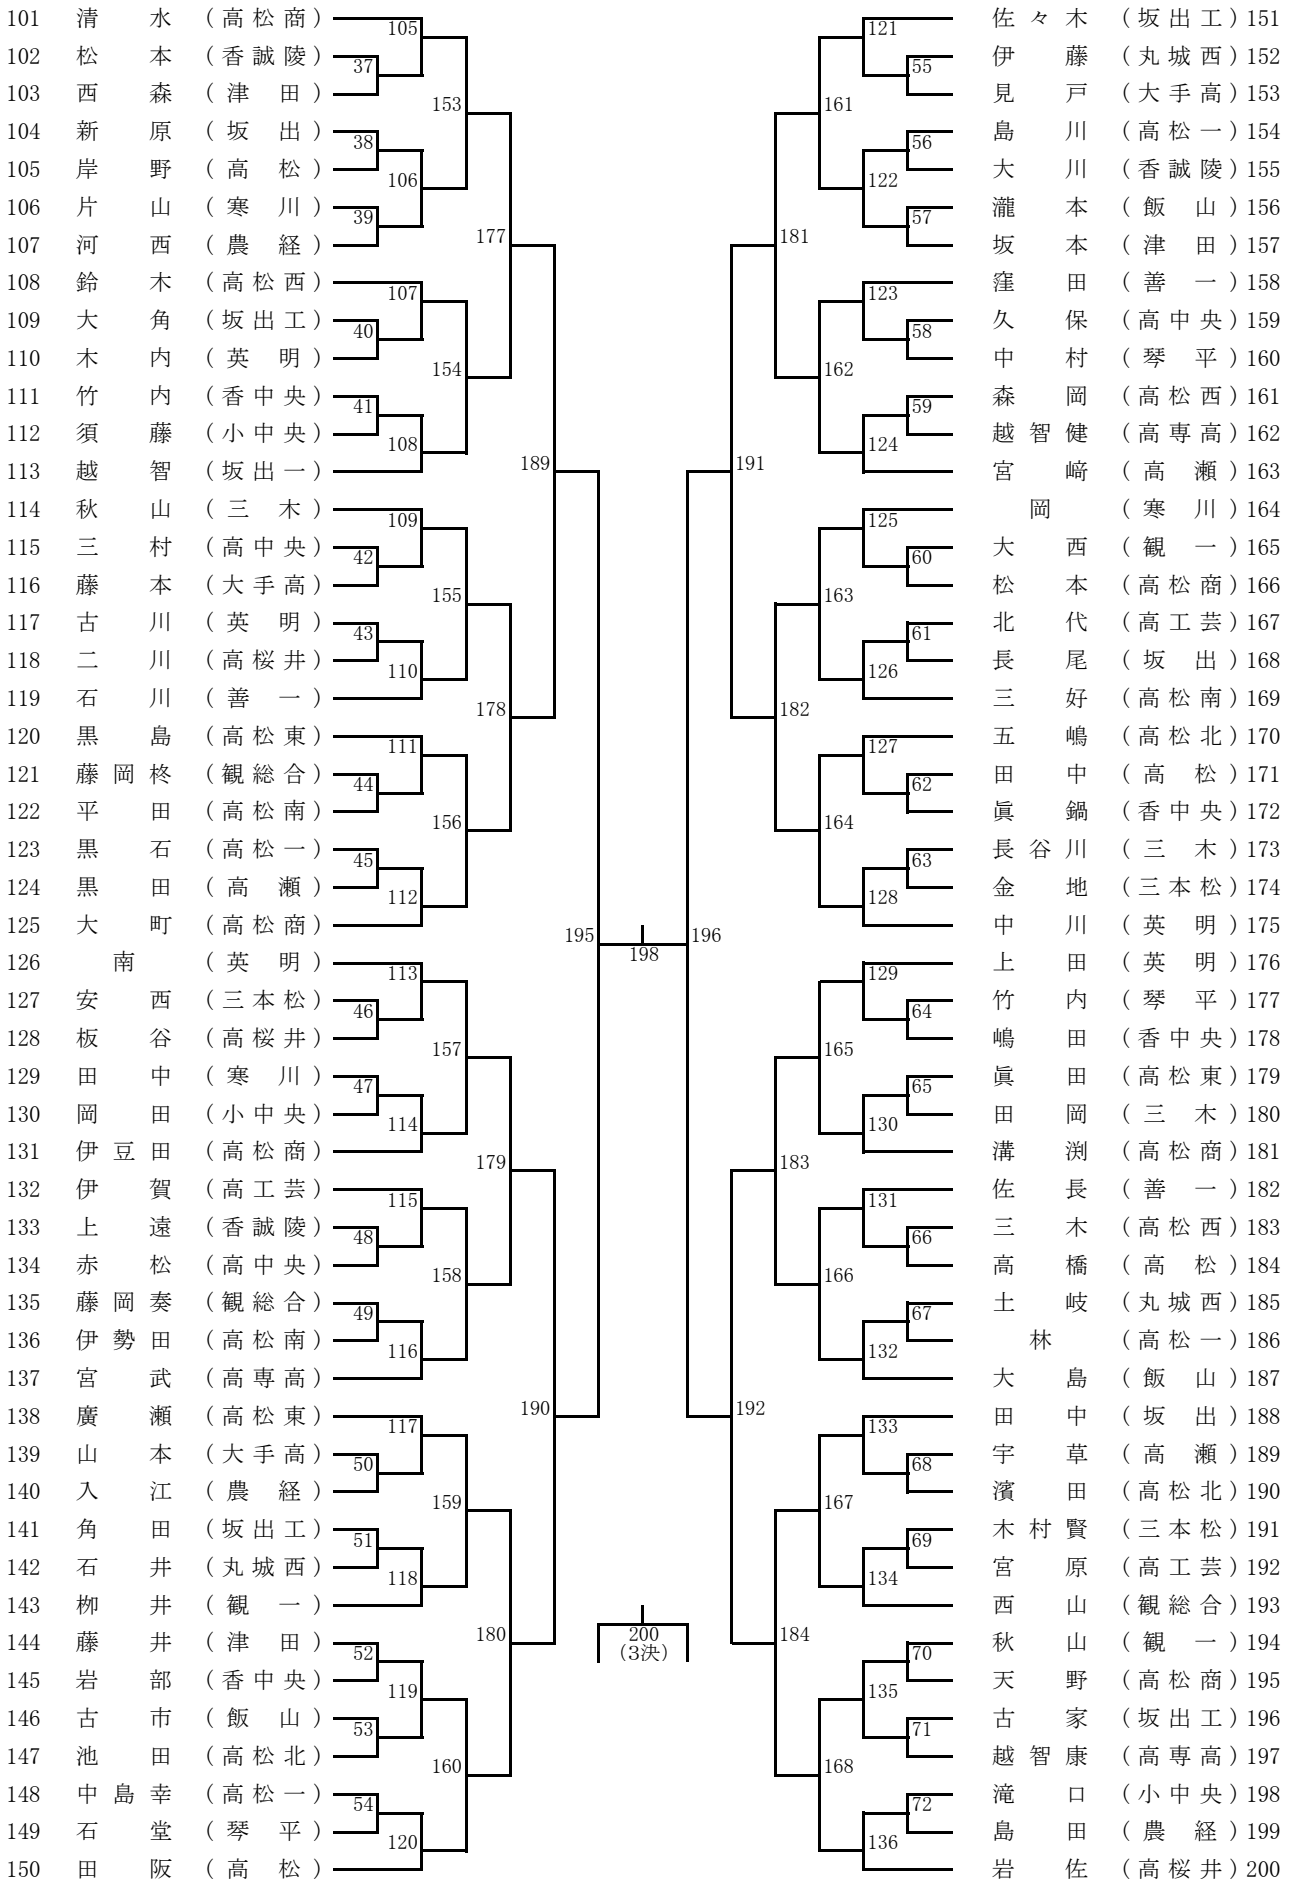 101 清水 (高松商) 105 121 佐々木 (坂出工) 151
102 松本 (香誠陵) 37 55 伊藤 (丸城西) 152
103 西森 (津田) 153 161 見戸 (大手高) 153
104 新原 (坂出) 38 56 島川 (高松一) 154
105 岸野 (高松) 106 122 大川 (香誠陵) 155
106 片山 (寒川) 39 57 瀧本 (飯山) 156
107 河西 (農経) 177 181 坂本 (津田) 157
108 鈴木 (高松西) 107 123 窪田 (善一) 158
109 大角 (坂出工) 40 58 久保 (高中央) 159
110 木内 (英明) 154 162 中村 (琴平) 160
111 竹内 (香中央) 41 59 森岡 (高松西) 161
112 須藤 (小中央) 108 124 越智健 (高専高) 162
113 越智 (坂出一) 189 191 宮﨑 (高瀬) 163
114 秋山 (三木) 109 125 岡 (寒川) 164
115 三村 (高中央) 42 60 大西 (観一) 165
116 藤本 (大手高) 155 163 松本 (高松商) 166
117 古川 (英明) 43 61 北代 (高工芸) 167
118 二川 (高桜井) 110 126 長尾 (坂出) 168
119 石川 (善一) 178 182 三好 (高松南) 169
120 黒島 (高松東) 111 127 五嶋 (高松北) 170
121 藤岡柊 (観総合) 44 62 田中 (高松) 171
122 平田 (高松南) 156 164 眞鍋 (香中央) 172
123 黒石 (高松一) 45 63 長谷川 (三木) 173
124 黒田 (高瀬) 112 128 金地 (三本松) 174
125 大町 (高松商) 195 198 196 中川 (英明) 175
126 南 (英明) 113 129 上田 (英明) 176
127 安西 (三本松) 46 64 竹内 (琴平) 177
128 板谷 (高桜井) 157 165 嶋田 (香中央) 178
129 田中 (寒川) 47 65 眞田 (高松東) 179
130 岡田 (小中央) 114 130 田岡 (三木) 180
131 伊豆田 (高松商) 179 183 溝渕 (高松商) 181
132 伊賀 (高工芸) 115 131 佐長 (善一) 182
133 上遠 (香誠陵) 48 66 三木 (高松西) 183
134 赤松 (高中央) 158 166 高橋 (高松) 184
135 藤岡奏 (観総合) 49 67 土岐 (丸城西) 185
136 伊勢田 (高松南) 116 132 林 (高松一) 186
137 宮武 (高専高) 大島 (飯山) 187
138 廣瀬 (高松東) 117 190 192 133 田中 (坂出) 188
139 山本 (大手高) 50 68 宇草 (高瀬) 189
140 入江 (農経) 159 167 濱田 (高松北) 190
141 角田 (坂出工) 51 69 木村賢 (三本松) 191
142 石井 (丸城西) 118 134 宮原 (高工芸) 192
143 栁井 (観一) 西山 (観総合) 193
144 藤井 (津田) 52 180 200 184 70 秋山 (観一) 194
(3決)
145 岩部 (香中央) 119 135 天野 (高松商) 195
146 古市 (飯山) 53 71 古家 (坂出工) 196
147 池田 (高松北) 160 168 越智康 (高専高) 197
148 中島幸 (高松一) 54 72 滝口 (小中央) 198
149 石堂 (琴平) 120 136 島田 (農経) 199
150 田阪 (高松) 岩佐 (高桜井) 200